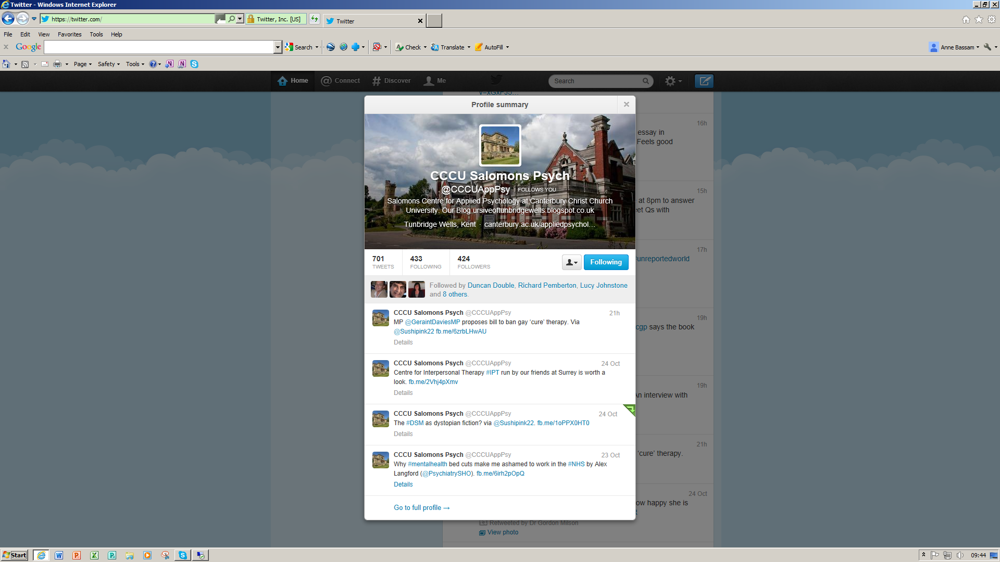 Twitter - Windows Internet Explorer
https://twitter.com/
Twitter, Inc. [US]
Twitter
File Edit View Favorites Tools Help
Google
Search
Check
Translate
AutoFill
Anne Bassam
Page Safety Tools
Home
Connect
Discover
Me
Search
Profile summary
CCCU Salomons Psych
@CCCUAppPsy FOLLOWS YOU
Salomons Centre for Applied Psychology at Canterbury Christ Church
University. Our Blog ursiveoftunbridgewells.blogspot.co.uk
Tunbridge Wells, Kent · canterbury.ac.uk/appliedpsychol...
701 TWEETS
433 FOLLOWING
424 FOLLOWERS
Following
Followed by Duncan Double, Richard Pemberton, Lucy Johnstone
and 8 others.
CCCU Salomons Psych @CCCUAppPsy 21h
MP @GeraintDaviesMP proposes bill to ban gay ‘cure’ therapy. Via
@Sushipink22 fb.me/6zrbLHwAU
Details
CCCU Salomons Psych @CCCUAppPsy 24 Oct
Centre for Interpersonal Therapy #IPT run by our friends at Surrey is worth a
look. fb.me/2Vhj4pXmv
Details
CCCU Salomons Psych @CCCUAppPsy 24 Oct
The #DSM as dystopian fiction? via @Sushipink22. fb.me/1oPPX0HT0
Details
CCCU Salomons Psych @CCCUAppPsy 23 Oct
Why #mentalhealth bed cuts make me ashamed to work in the #NHS by Alex
Langford (@PsychiatrySHO). fb.me/6irh2pOpQ
Details
Go to full profile →
16h
essay in
Feels good
15h
at 8pm to answer
et Qs with
17h
unreportedworld
19h
cgp says the book
19h
An interview with
21h
‘cure’ therapy.
24 Oct
ow happy she is
Retweeted by Dr Gordon Milson
View photo
Start
09:44